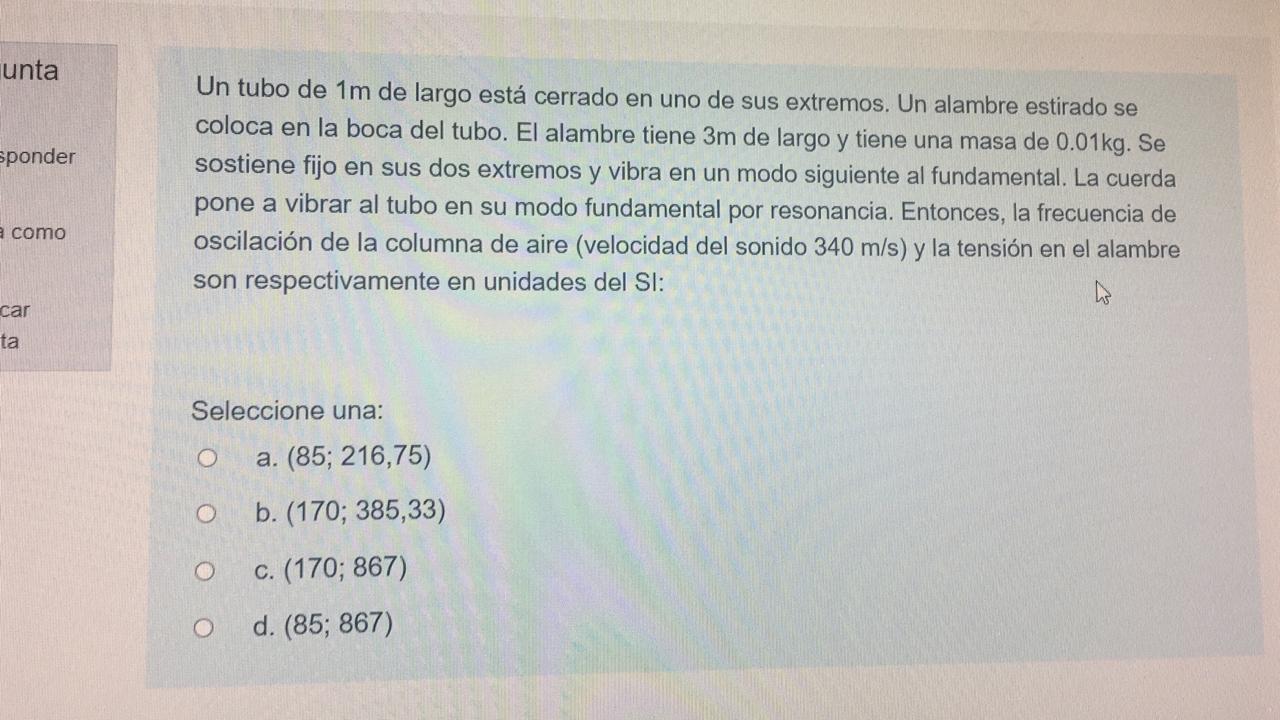 unta
sponder
a como
car
ta
Un tubo de 1m de largo está cerrado en uno de sus extremos. Un alambre estirado se
coloca en la boca del tubo. El alambre tiene 3m de largo y tiene una masa de 0.01kg. Se
sostiene fijo en sus dos extremos y vibra en un modo siguiente al fundamental. La cuerda
pone a vibrar al tubo en su modo fundamental por resonancia. Entonces, la frecuencia de
oscilación de la columna de aire (velocidad del sonido 340 m/s) y la tensión en el alambre
son respectivamente en unidades del SI:
Seleccione una:
a. (85; 216,75)
b. (170; 385,33)
c. (170; 867)
d. (85; 867)